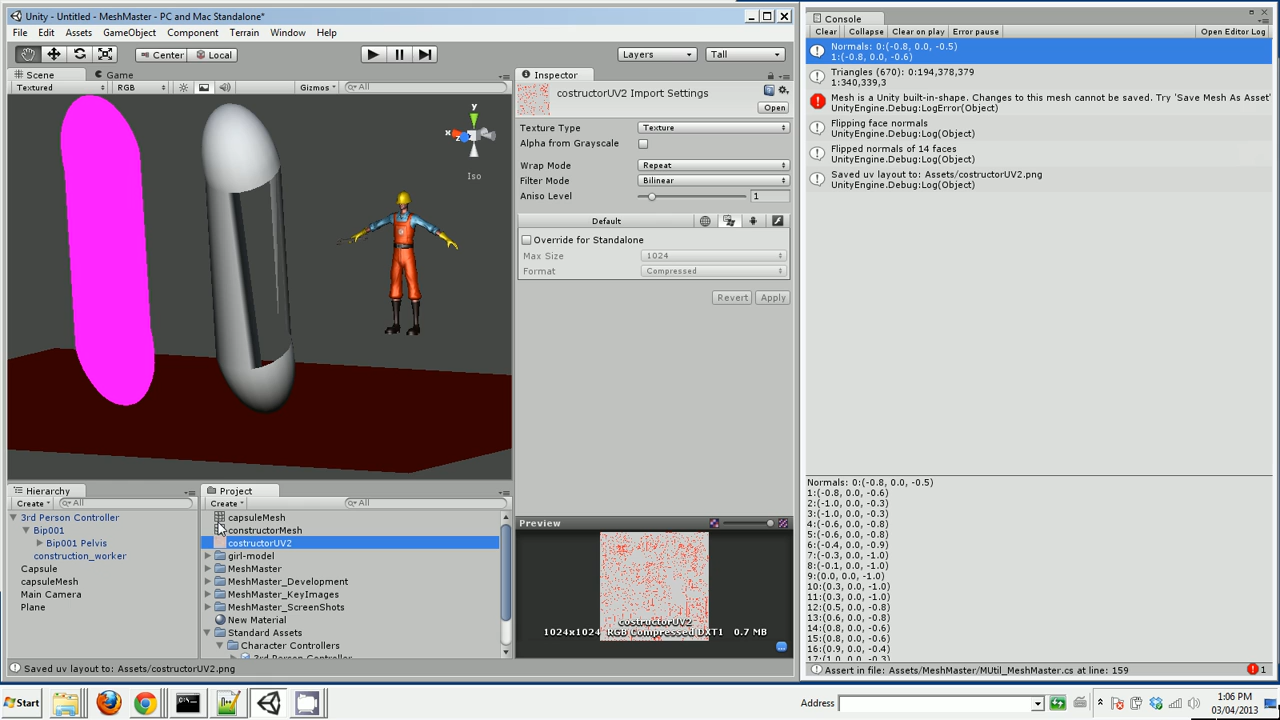 Unity - Untitled - MeshMaster - PC and Mac Standalone*
File Edit Assets GameObject Component Terrain Window Help
Center Local Layers Tall
Scene Game
Textured RGB Gizmos All
y
x
z
Iso
Inspector
costructorUV2 Import Settings
Open
Texture Type Texture
Alpha from Grayscale
Wrap Mode Repeat
Filter Mode Bilinear
Aniso Level 1
Default
Override for Standalone
Max Size 1024
Format Compressed
Revert Apply
Hierarchy
Create All
3rd Person Controller
Bip001
Bip001 Pelvis
construction_worker
Capsule
capsuleMesh
Main Camera
Plane
Project
Create All
capsuleMesh
constructorMesh
costructorUV2
girl-model
MeshMaster
MeshMaster_Development
MeshMaster_KeyImages
MeshMaster_ScreenShots
New Material
Standard Assets
Character Controllers
3rd Person Controller
Preview
costructorUV2
1024x1024 RGB Compressed DXT1 0.7 MB
Saved uv layout to: Assets/costructorUV2.png
Console
Clear Collapse Clear on play Error pause Open Editor Log
Normals: 0:(-0.8, 0.0, -0.5)
1:(-0.8, 0.0, -0.6)
Triangles (670): 0:194,378,379
1:340,339,3
Mesh is a Unity built-in-shape. Changes to this mesh cannot be saved. Try 'Save Mesh As Asset'
UnityEngine.Debug:LogError(Object)
Flipping face normals
UnityEngine.Debug:Log(Object)
Flipped normals of 14 faces
UnityEngine.Debug:Log(Object)
Saved uv layout to: Assets/costructorUV2.png
UnityEngine.Debug:Log(Object)
Normals: 0:(-0.8, 0.0, -0.5)
1:(-0.8, 0.0, -0.6)
2:(-1.0, 0.0, -0.3)
3:(-1.0, 0.0, -0.3)
4:(-0.6, 0.0, -0.8)
5:(-0.6, 0.0, -0.8)
6:(-0.4, 0.0, -0.9)
7:(-0.3, 0.0, -1.0)
8:(-0.1, 0.0, -1.0)
9:(0.0, 0.0, -1.0)
10:(0.3, 0.0, -1.0)
11:(0.3, 0.0, -1.0)
12:(0.5, 0.0, -0.8)
13:(0.6, 0.0, -0.8)
14:(0.8, 0.0, -0.6)
15:(0.8, 0.0, -0.6)
16:(0.9, 0.0, -0.4)
17:(1.0, 0.0, -0.3)
Assert in file: Assets/MeshMaster/MUtil_MeshMaster.cs at line: 159
1
Start Address 1:06 PM
03/04/2013